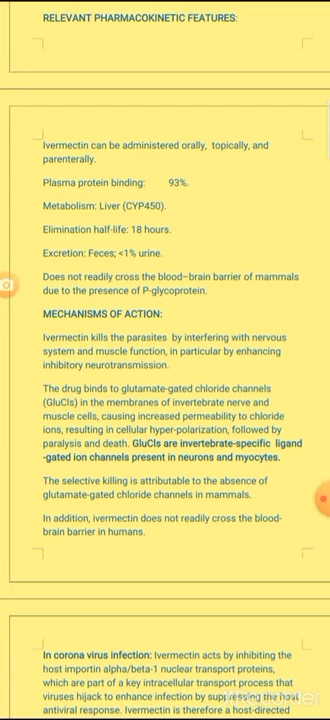 RELEVANT PHARMACOKINETIC FEATURES:
Ivermectin can be administered orally, topically, and
parenterally.
Plasma protein binding: 93%.
Metabolism: Liver (CYP450).
Elimination half-life: 18 hours.
Excretion: Feces; <1% urine.
Does not readily cross the blood–brain barrier of mammals
due to the presence of P-glycoprotein.
MECHANISMS OF ACTION:
Ivermectin kills the parasites by interfering with nervous
system and muscle function, in particular by enhancing
inhibitory neurotransmission.
The drug binds to glutamate-gated chloride channels
(GluCls) in the membranes of invertebrate nerve and
muscle cells, causing increased permeability to chloride
ions, resulting in cellular hyper-polarization, followed by
paralysis and death. GluCls are invertebrate-specific ligand
-gated ion channels present in neurons and myocytes.
The selective killing is attributable to the absence of
glutamate-gated chloride channels in mammals.
In addition, ivermectin does not readily cross the blood-
brain barrier in humans.
In corona virus infection: Ivermectin acts by inhibiting the
host importin alpha/beta-1 nuclear transport proteins,
which are part of a key intracellular transport process that
viruses hijack to enhance infection by suppressing the host
antiviral response. Ivermectin is therefore a host-directed